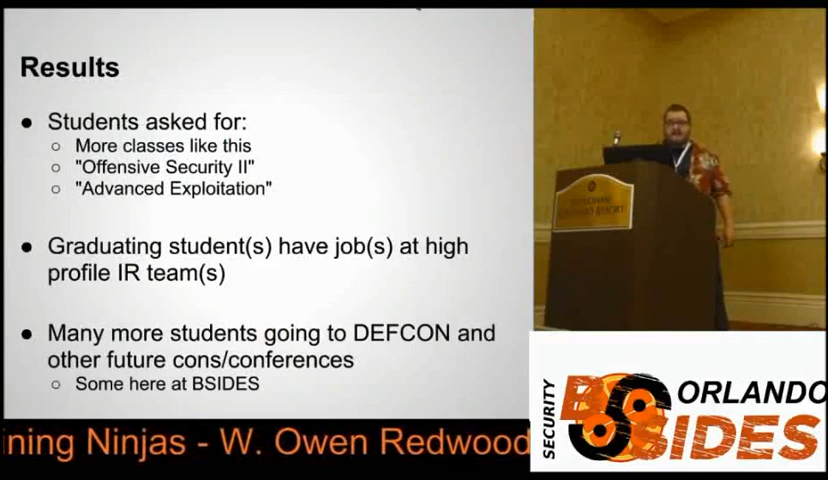 Results
● Students asked for:
○ More classes like this
○ "Offensive Security II"
○ "Advanced Exploitation"
● Graduating student(s) have job(s) at high
profile IR team(s)
● Many more students going to DEFCON and
other future cons/conferences
○ Some here at BSIDES
ining Ninjas - W. Owen Redwood
SECURITY
BSIDES
ORLANDO